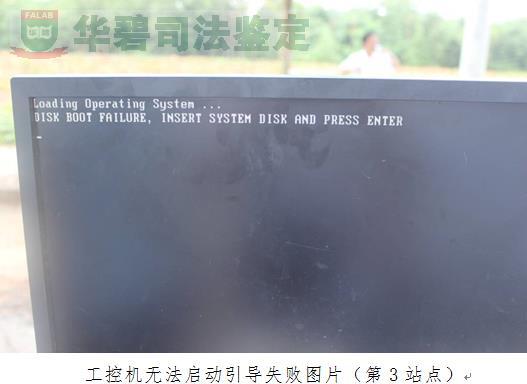 FALAB
华碧司法鉴定
Loading Operating System ...
DISK BOOT FAILURE, INSERT SYSTEM DISK AND PRESS ENTER
工控机无法启动引导失败图片（第 3 站点）